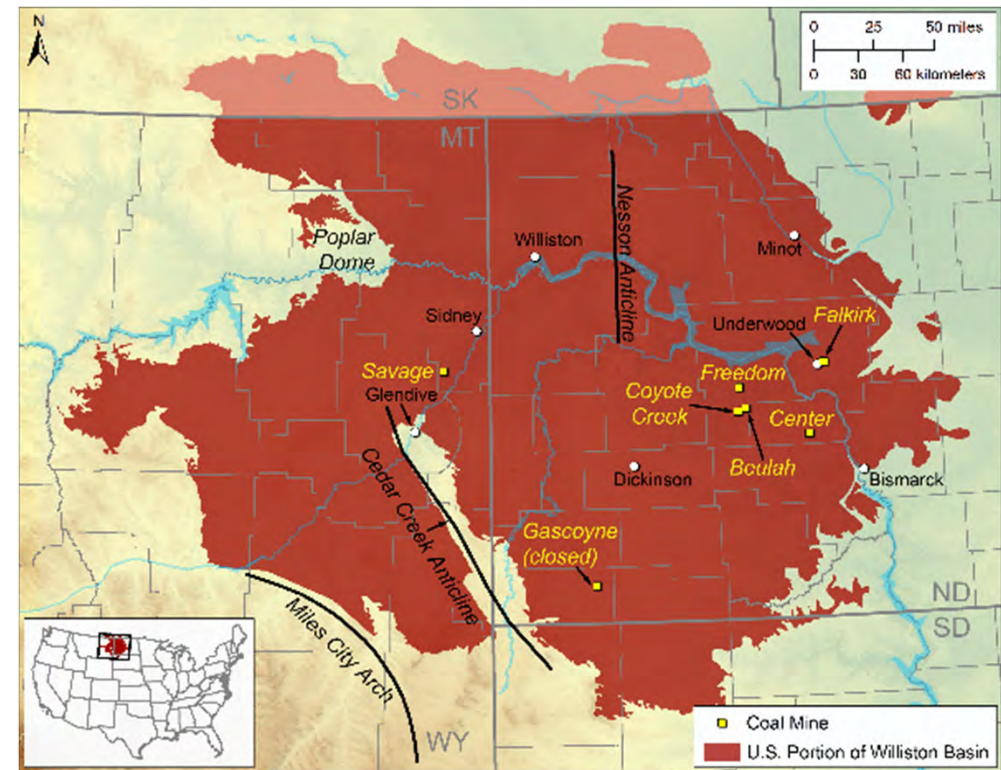 N
0 25 50 miles
0 30 60 kilometers
SK
MT
Poplar
Dome
Williston
Nesson Anticline
Minot
Sidney
Underwood
Falkirk
Savage
Glendive
Freedom
Coyote
Creek
Center
Beulah
Cedar Creek Anticline
Dickinson
Bismarck
Gascoyne
(closed)
ND
SD
Miles City Arch
WY
Coal Mine
U.S. Portion of Williston Basin